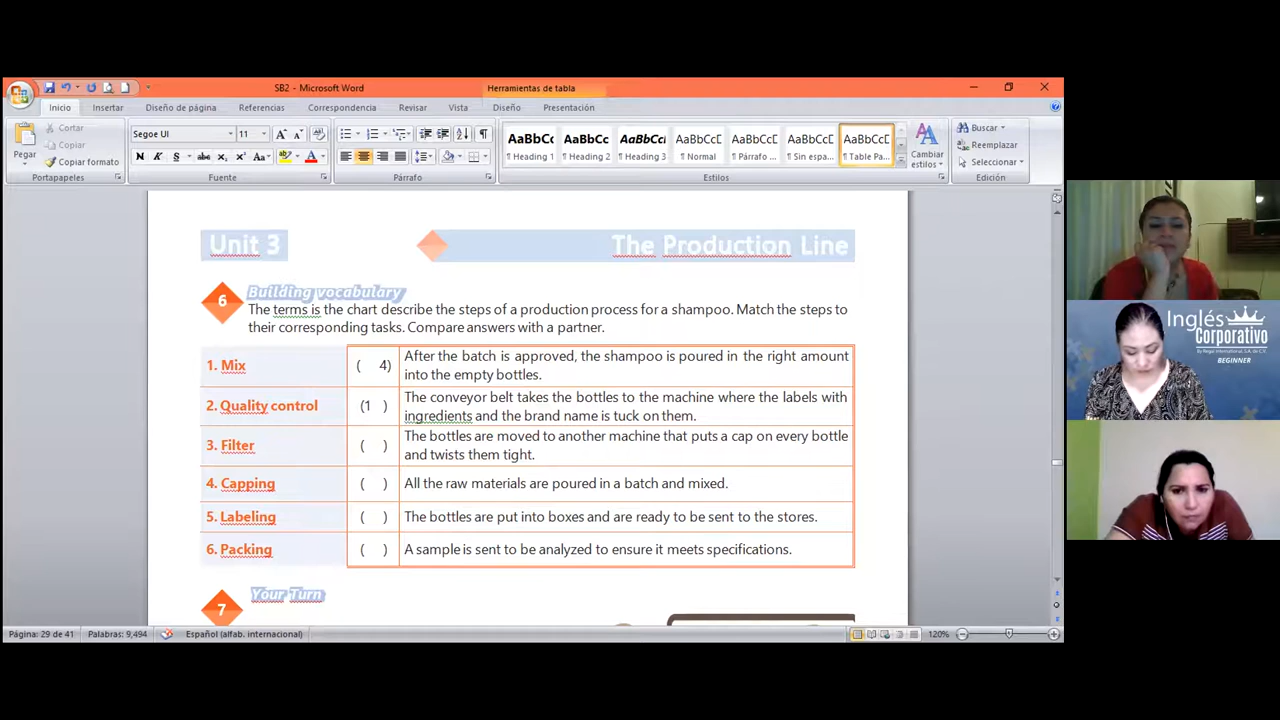 SB2 - Microsoft Word
Herramientas de tabla
Inicio Insertar Diseño de página Referencias Correspondencia Revisar Vista Diseño Presentación
Pegar
Cortar
Copiar
Copiar formato
Portapapeles
Segoe UI 11
N K S abc x₂ x² Aa
Fuente
Párrafo
AaBbCc AaBbCc AaBbCc AaBbCcD AaBbCcD AaBbCcD AaBbCcD
¶ Heading 1 ¶ Heading 2 ¶ Heading 3 ¶ Normal ¶ Párrafo ... ¶ Sin espa... ¶ Table Pa...
Estilos
Cambiar
estilos
Buscar
Reemplazar
Seleccionar
Edición
Unit 3 The Production Line
6 Building vocabulary
The terms is the chart describe the steps of a production process for a shampoo. Match the steps to
their corresponding tasks. Compare answers with a partner.
1. Mix ( 4) After the batch is approved, the shampoo is poured in the right amount
into the empty bottles.
2. Quality control (1 ) The conveyor belt takes the bottles to the machine where the labels with
ingredients and the brand name is tuck on them.
3. Filter ( ) The bottles are moved to another machine that puts a cap on every bottle
and twists them tight.
4. Capping ( ) All the raw materials are poured in a batch and mixed.
5. Labeling ( ) The bottles are put into boxes and are ready to be sent to the stores.
6. Packing ( ) A sample is sent to be analyzed to ensure it meets specifications.
7 Your Turn
Página: 29 de 41 Palabras: 9,494 Español (alfab. internacional) 120%
Inglés
Corporativo
By Regal International, S.A. de C.V.
BEGINNER